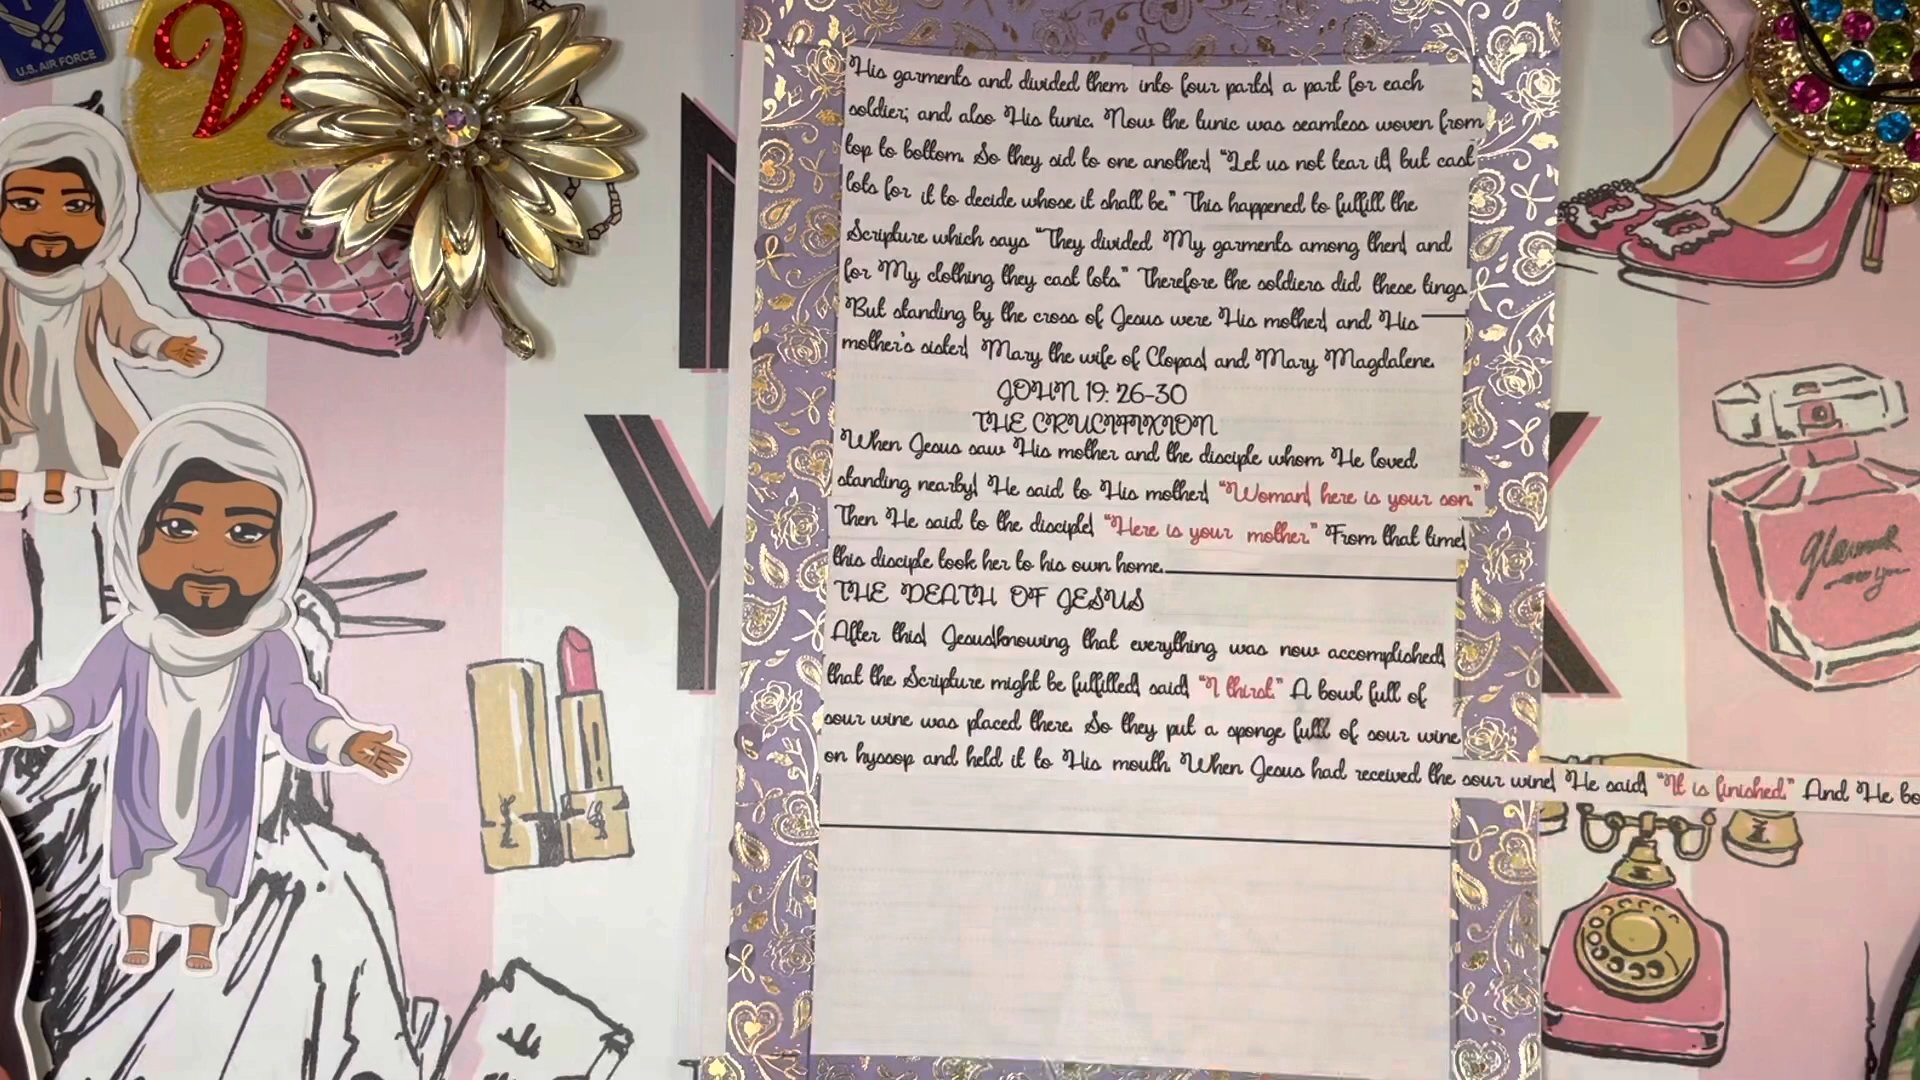 U.S. AIR FORCE
His garments and divided them into four parts, a part for each
soldier; and also His tunic. Now the tunic was seamless woven from
top to bottom. So they sid to one another, "Let us not tear it, but cast
lots for it to decide whose it shall be." This happened to fulfill the
Scripture which says "They divided My garments among them, and
for My clothing they cast lots." Therefore the soldiers did these tings.
But standing by the cross of Jesus were His mother, and His
mother's sister, Mary the wife of Clopas, and Mary Magdalene.
JOHN 19: 26-30
THE CRUCIFIXION
When Jesus saw His mother and the disciple whom He loved
standing nearby, He said to His mother, "Woman, here is your son."
Then He said to the disciple, "Here is your mother." From that time,
this disciple took her to his own home.
THE DEATH OF JESUS
After this, Jesus,knowing that everything was now accomplished,
that the Scripture might be fulfilled, said, "I thirst." A bowl full of
sour wine was placed there. So they put a sponge full of sour wine
on hyssop and held it to His mouth. When Jesus had received the sour wine, He said, "It is finished." And He bo